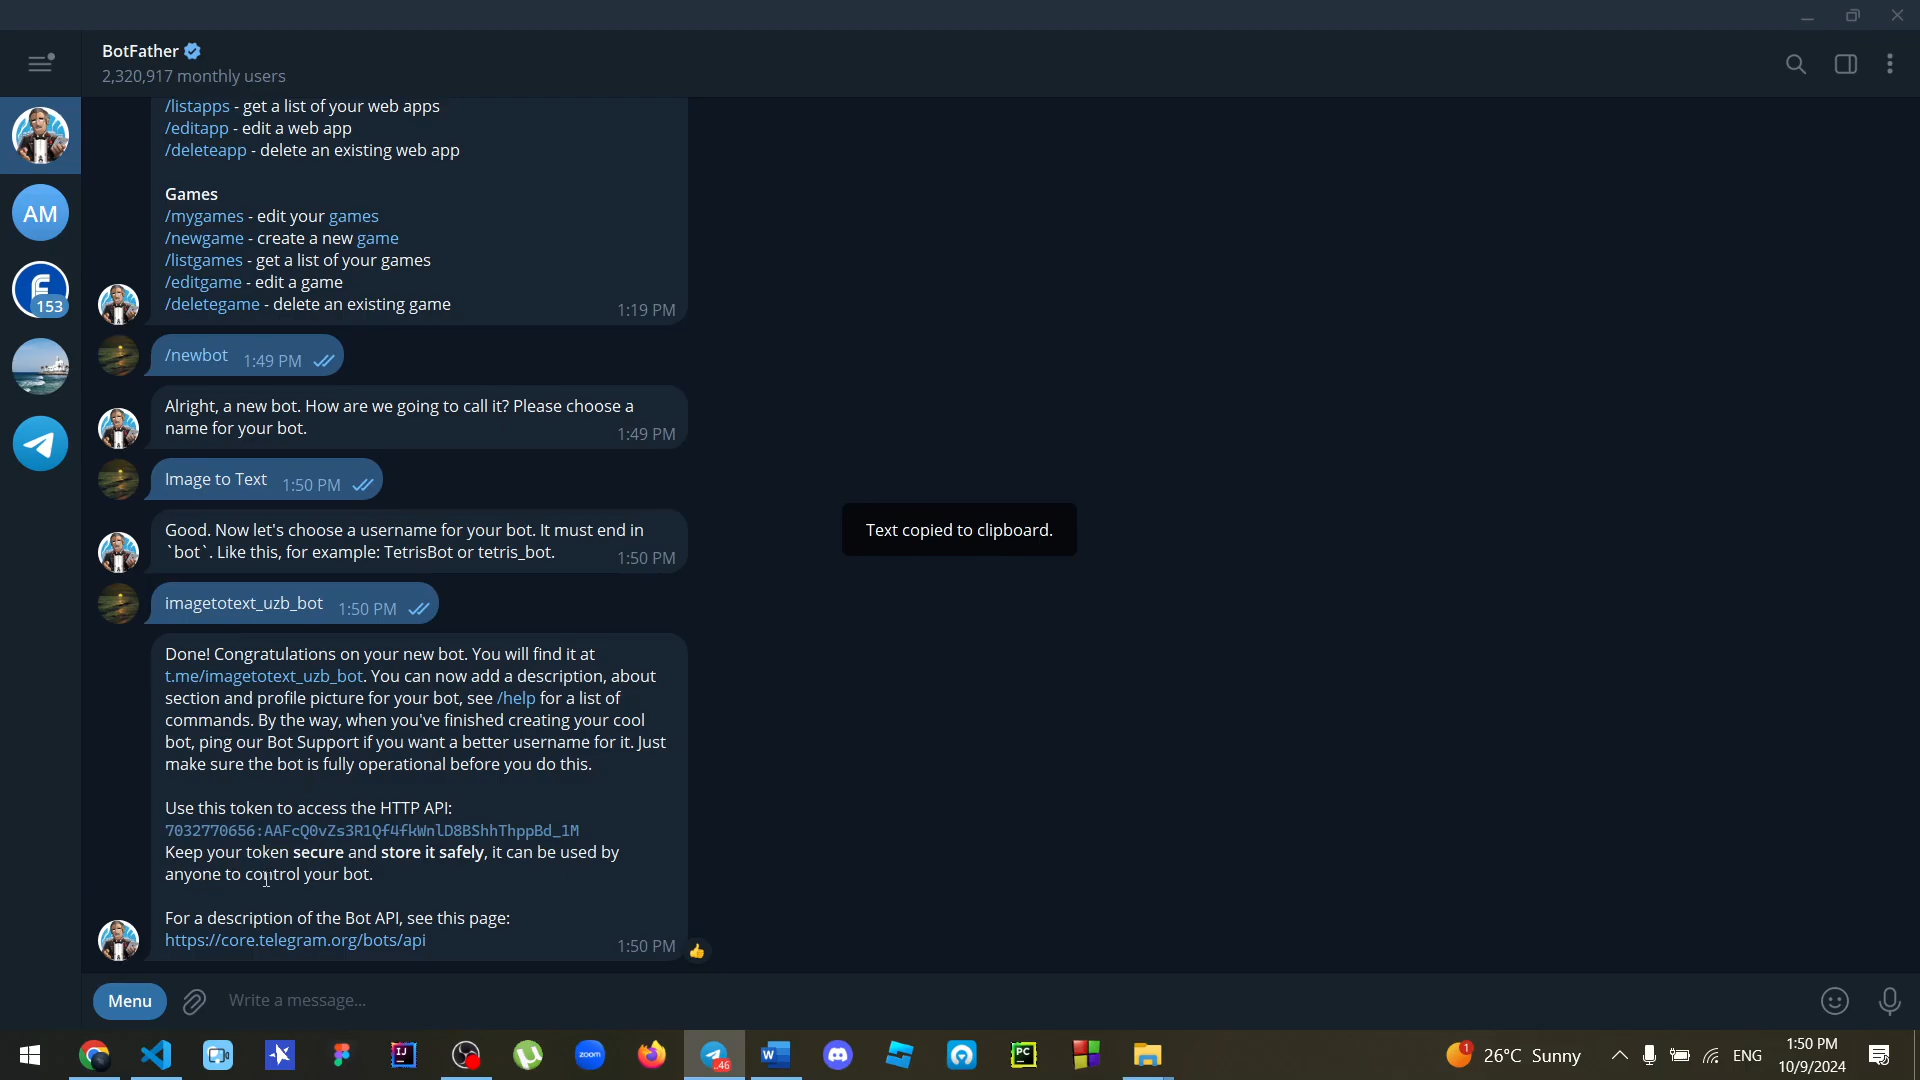 BotFather
2,320,917 monthly users
/listapps - get a list of your web apps
/editapp - edit a web app
/deleteapp - delete an existing web app
Games
/mygames - edit your games
/newgame - create a new game
/listgames - get a list of your games
/editgame - edit a game
/deletegame - delete an existing game
1:19 PM
AM
153
/newbot 1:49 PM
Alright, a new bot. How are we going to call it? Please choose a
name for your bot.
1:49 PM
Image to Text 1:50 PM
Good. Now let's choose a username for your bot. It must end in
`bot`. Like this, for example: TetrisBot or tetris_bot.
1:50 PM
Text copied to clipboard.
imagetotext_uzb_bot 1:50 PM
Done! Congratulations on your new bot. You will find it at
t.me/imagetotext_uzb_bot. You can now add a description, about
section and profile picture for your bot, see /help for a list of
commands. By the way, when you've finished creating your cool
bot, ping our Bot Support if you want a better username for it. Just
make sure the bot is fully operational before you do this.
Use this token to access the HTTP API:
7032770656:AAFcQ0vZs3R1Qf4fkWnlD8BShhThppBd_1M
Keep your token secure and store it safely, it can be used by
anyone to control your bot.
For a description of the Bot API, see this page:
https://core.telegram.org/bots/api
1:50 PM
Menu
Write a message...
IJ
zoom
..46
W
PC
1
26°C Sunny
ENG
1:50 PM
10/9/2024